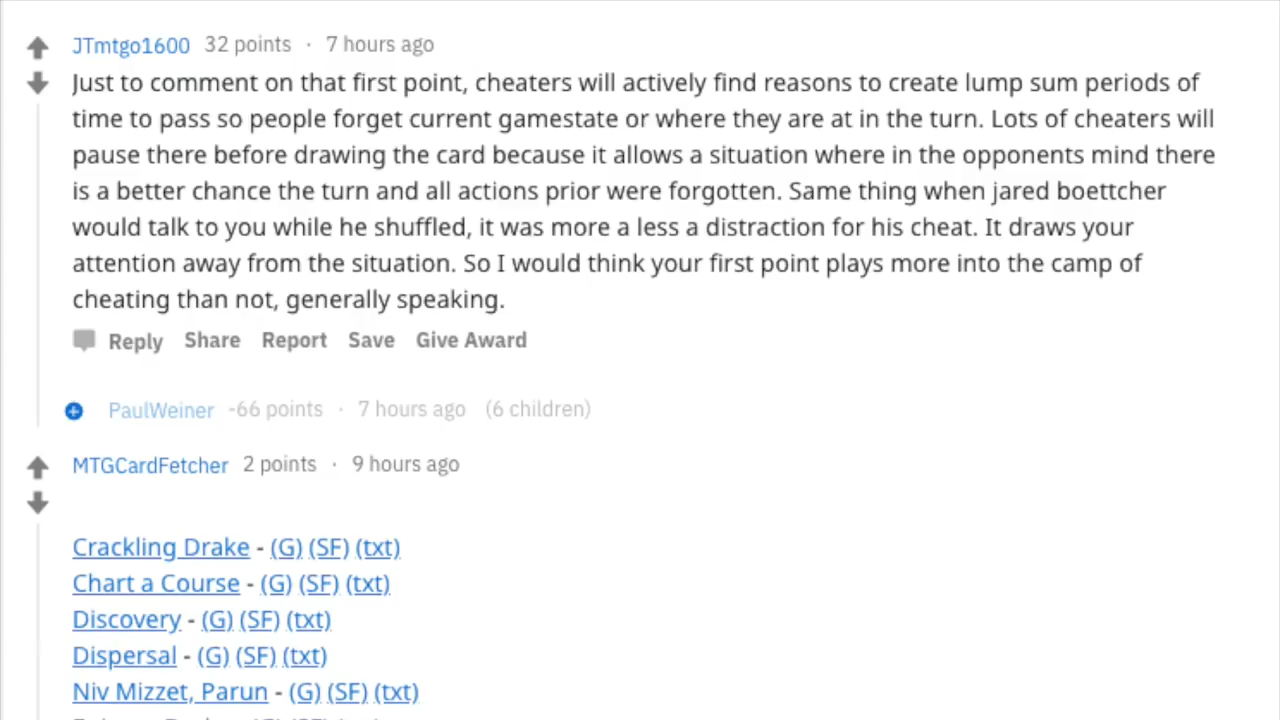 JTmtgo1600 32 points · 7 hours ago
Just to comment on that first point, cheaters will actively find reasons to create lump sum periods of
time to pass so people forget current gamestate or where they are at in the turn. Lots of cheaters will
pause there before drawing the card because it allows a situation where in the opponents mind there
is a better chance the turn and all actions prior were forgotten. Same thing when jared boettcher
would talk to you while he shuffled, it was more a less a distraction for his cheat. It draws your
attention away from the situation. So I would think your first point plays more into the camp of
cheating than not, generally speaking.
Reply Share Report Save Give Award
PaulWeiner -66 points · 7 hours ago (6 children)
MTGCardFetcher 2 points · 9 hours ago
Crackling Drake - (G) (SF) (txt)
Chart a Course - (G) (SF) (txt)
Discovery - (G) (SF) (txt)
Dispersal - (G) (SF) (txt)
Niv Mizzet, Parun - (G) (SF) (txt)